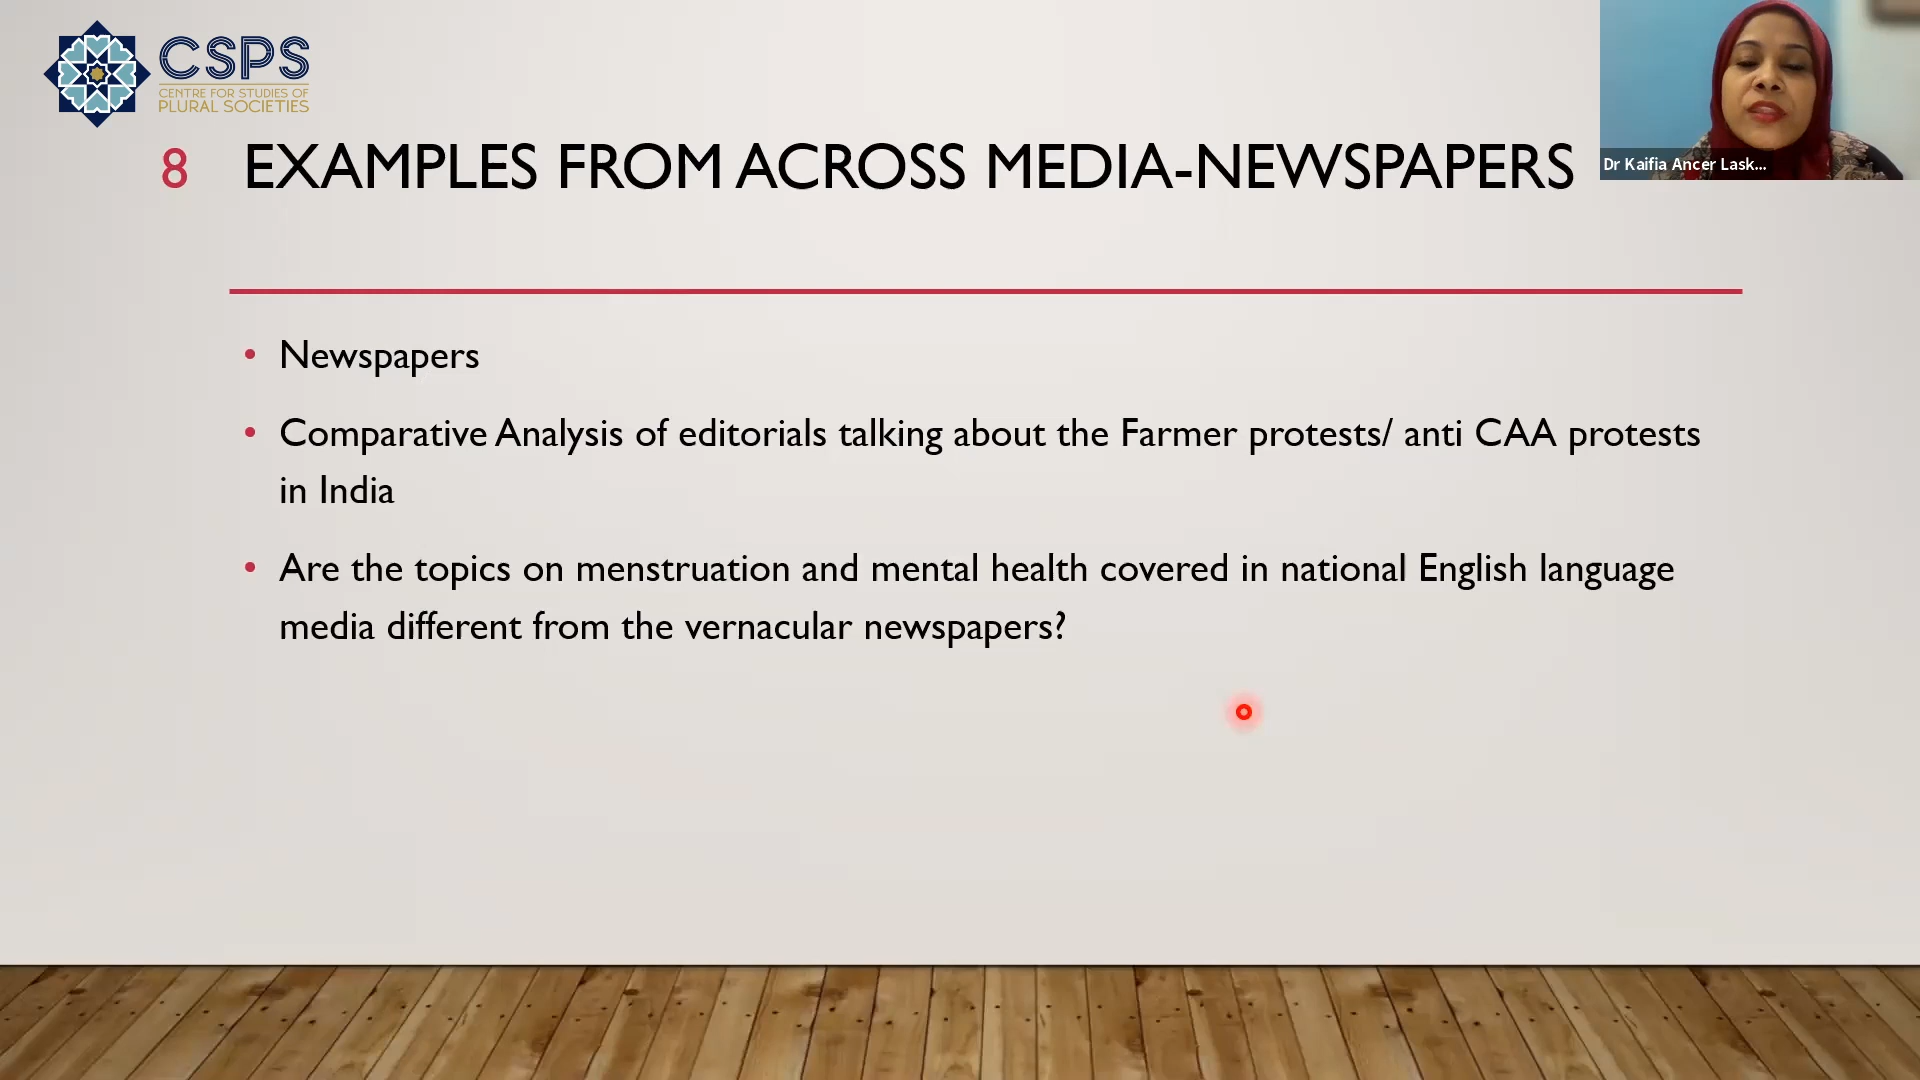 CSPS
CENTRE FOR STUDIES OF
PLURAL SOCIETIES
Dr Kaifia Ancer Lask...
8 EXAMPLES FROM ACROSS MEDIA-NEWSPAPERS
• Newspapers
• Comparative Analysis of editorials talking about the Farmer protests/ anti CAA protests
in India
• Are the topics on menstruation and mental health covered in national English language
media different from the vernacular newspapers?